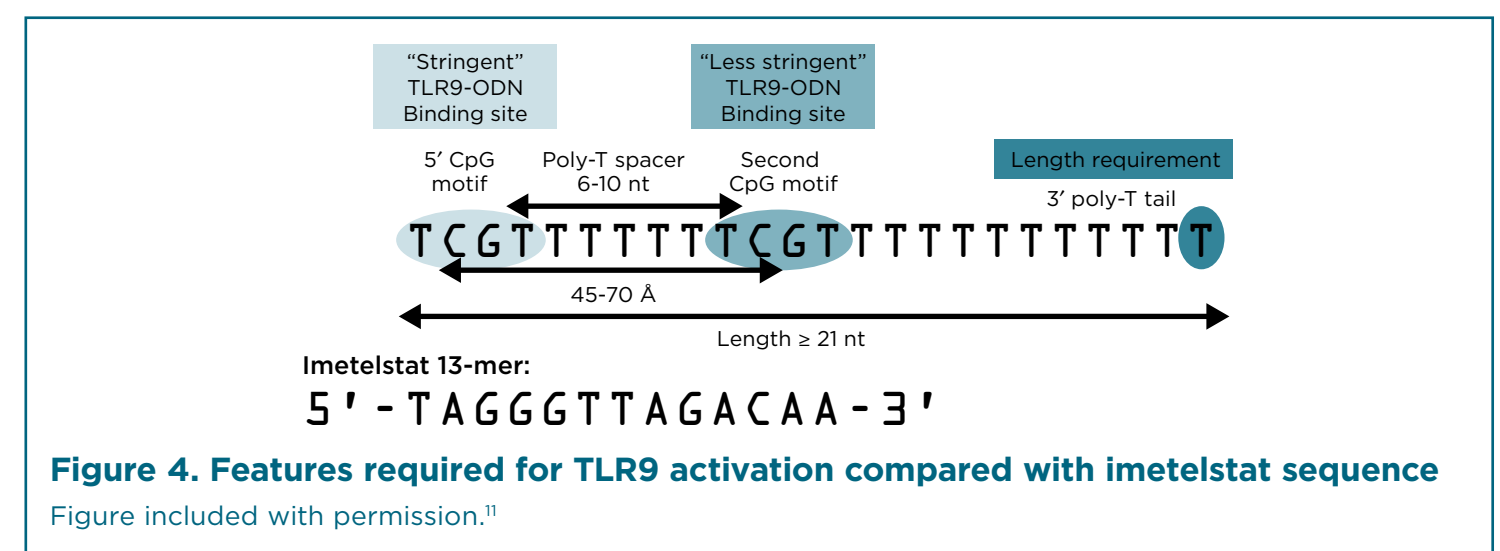 "Stringent"
TLR9-ODN
Binding site
"Less stringent"
TLR9-ODN
Binding site
5′ CpG
motif
Poly-T spacer
6-10 nt
Second
CpG motif
Length requirement
3′ poly-T tail
T C G T T T T T T T C G T T T T T T T T T T T T
45-70 Å
Length ≥ 21 nt
Imetelstat 13-mer:
5'-TAGGGTTAGACAA-3'
Figure 4. Features required for TLR9 activation compared with imetelstat sequence
Figure included with permission.¹¹